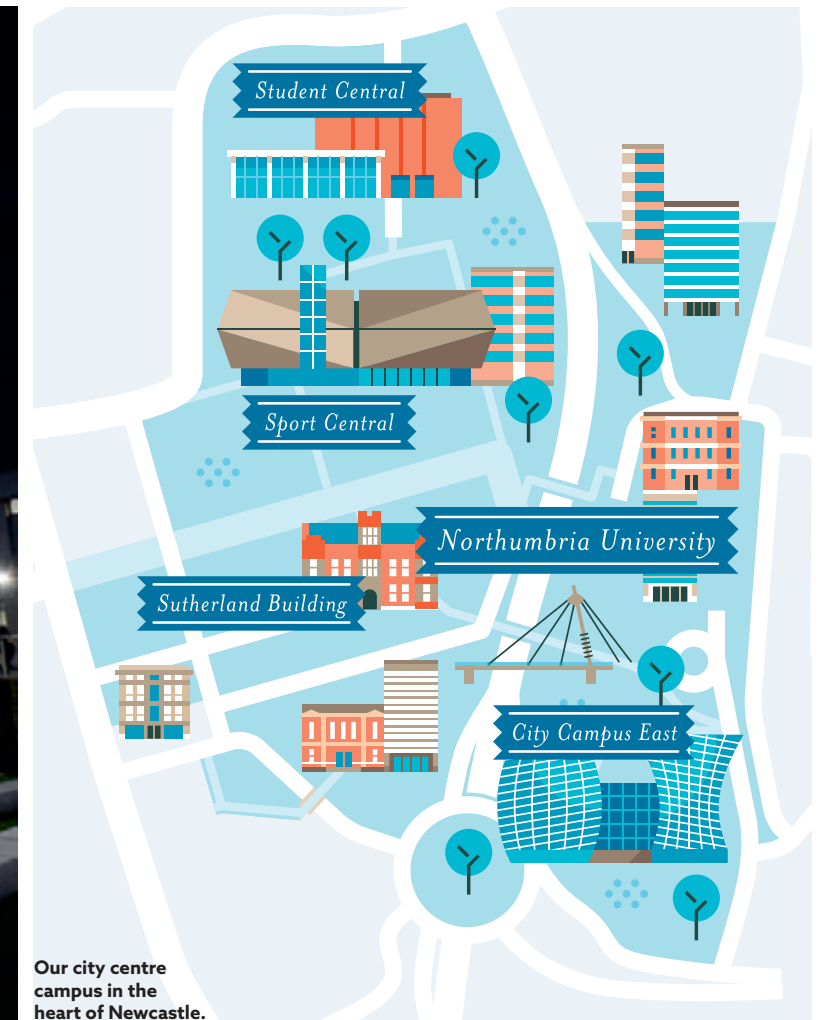 Student Central
Sport Central
Northumbria University
Sutherland Building
City Campus East
Our city centre
campus in the
heart of Newcastle.